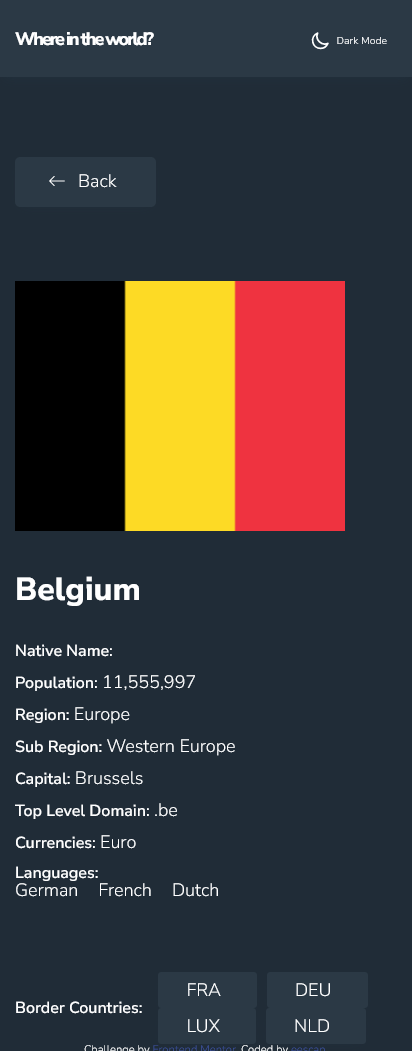 Where in the world?
Dark Mode
← Back
Belgium
Native Name:
Population: 11,555,997
Region: Europe
Sub Region: Western Europe
Capital: Brussels
Top Level Domain: .be
Currencies: Euro
Languages:
German French Dutch
FRA DEU
Border Countries:
LUX NLD
Challenge by Frontend Mentor. Coded by